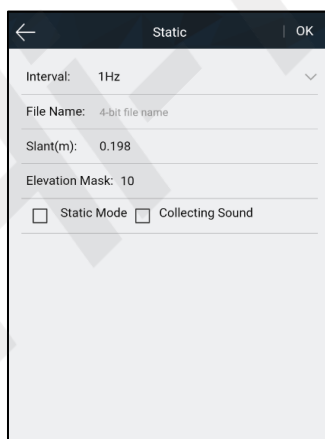 Static | OK
Interval: 1Hz
File Name: 4-bit file name
Slant(m): 0.198
Elevation Mask: 10
Static Mode Collecting Sound